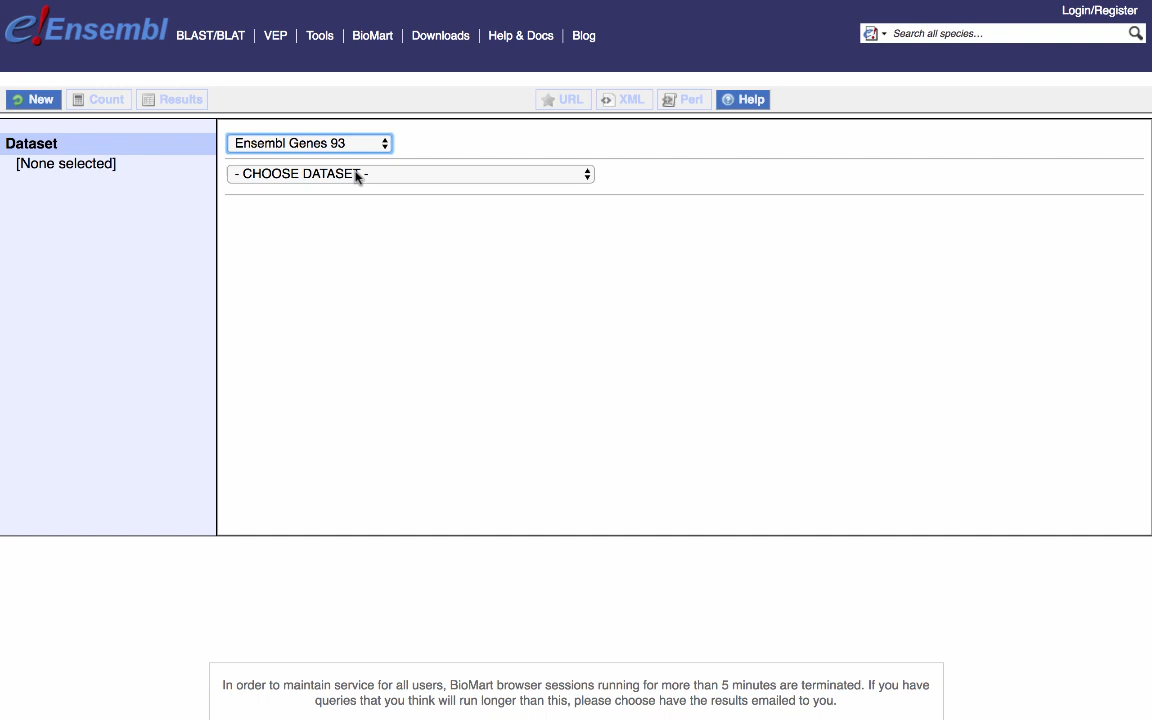 Login/Register
e!Ensembl
BLAST/BLAT | VEP | Tools | BioMart | Downloads | Help & Docs | Blog
Search all species...
New Count Results URL XML Perl Help
Dataset
[None selected]
Ensembl Genes 93
- CHOOSE DATASET -
In order to maintain service for all users, BioMart browser sessions running for more than 5 minutes are terminated. If you have
queries that you think will run longer than this, please choose have the results emailed to you.